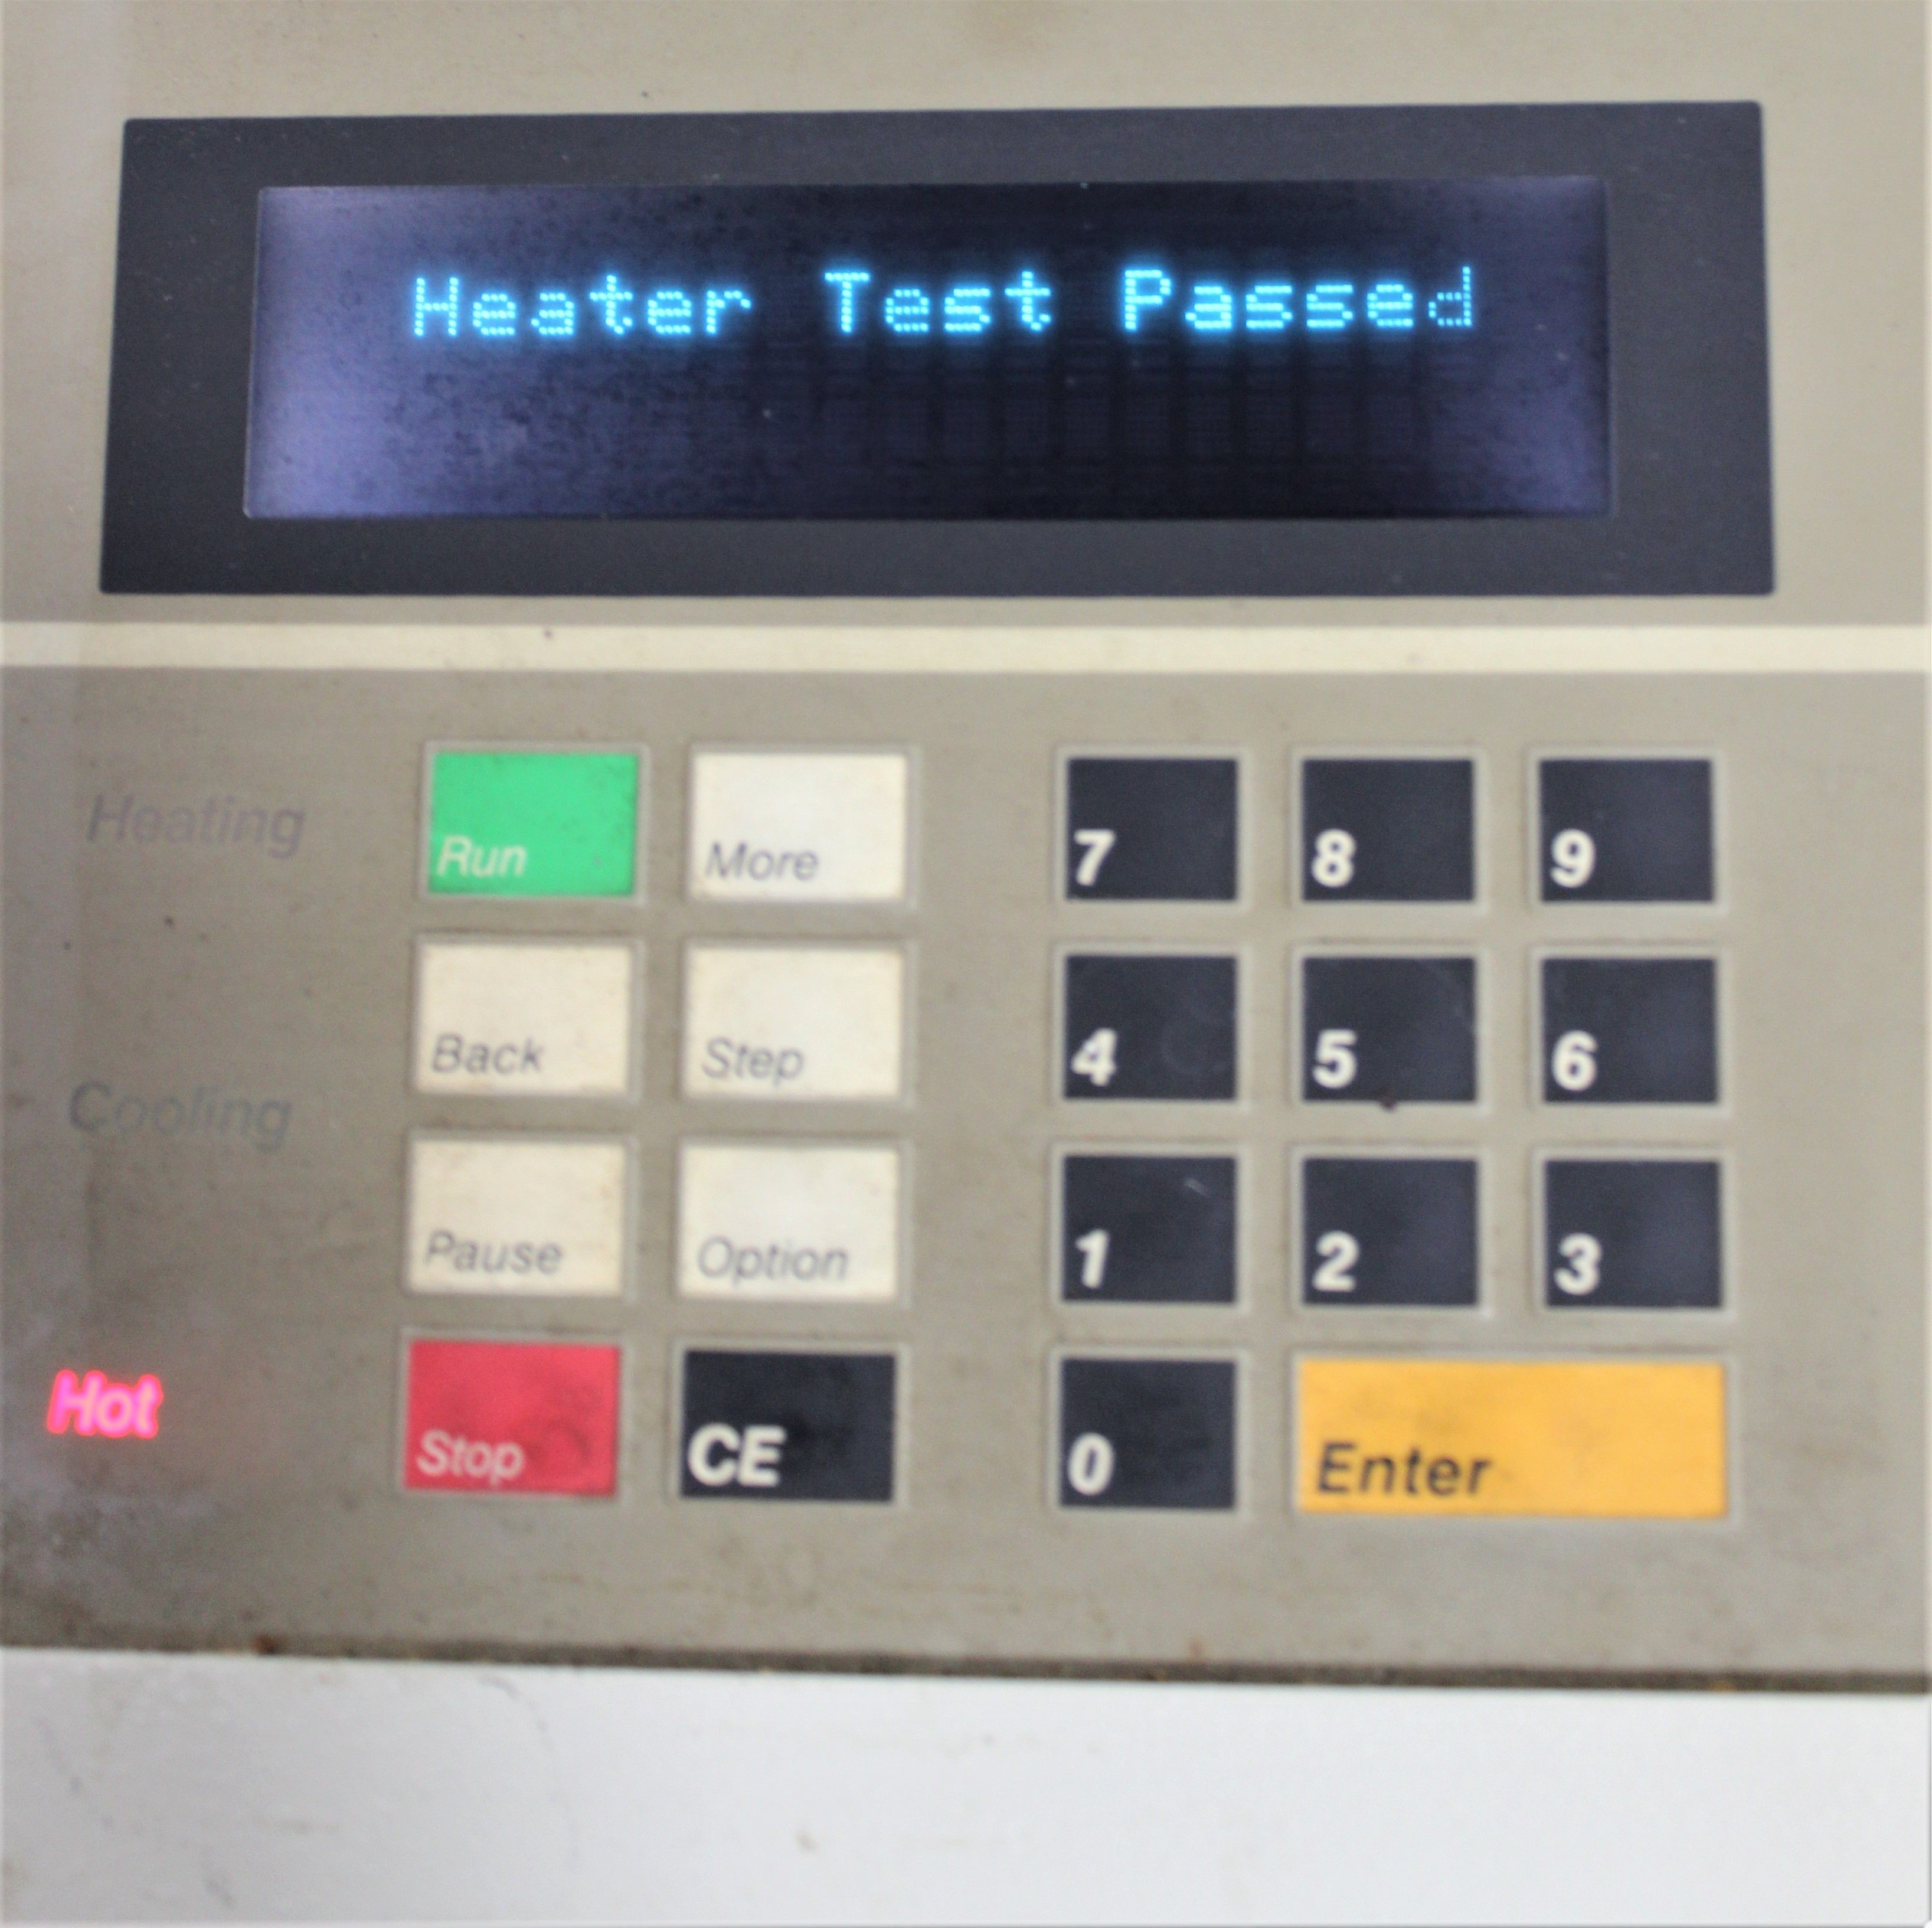 Heater Test Passed
Heating
Run
More
7
8
9
Back
Step
4
5
6
Cooling
Pause
Option
1
2
3
Hot
Stop
CE
0
Enter